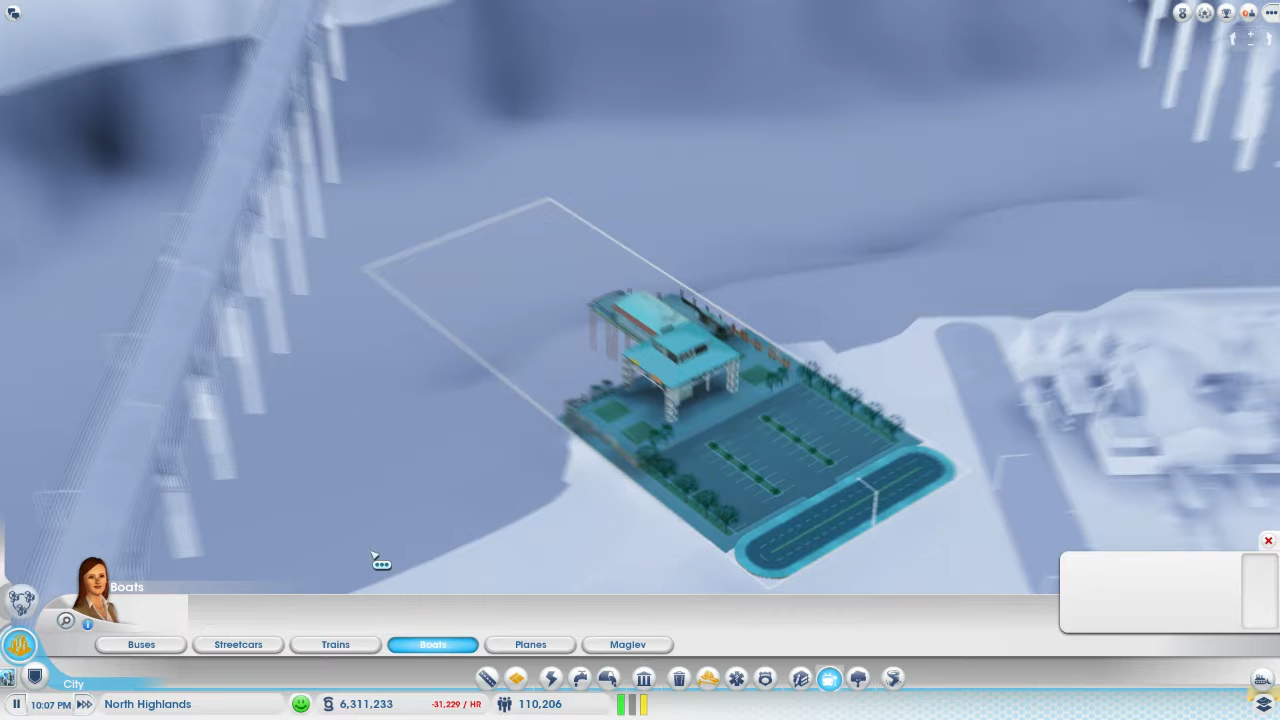 Boats
Buses Streetcars Trains Boats Planes Maglev
City
10:07 PM North Highlands 6,311,233 -31,229 / HR 110,206